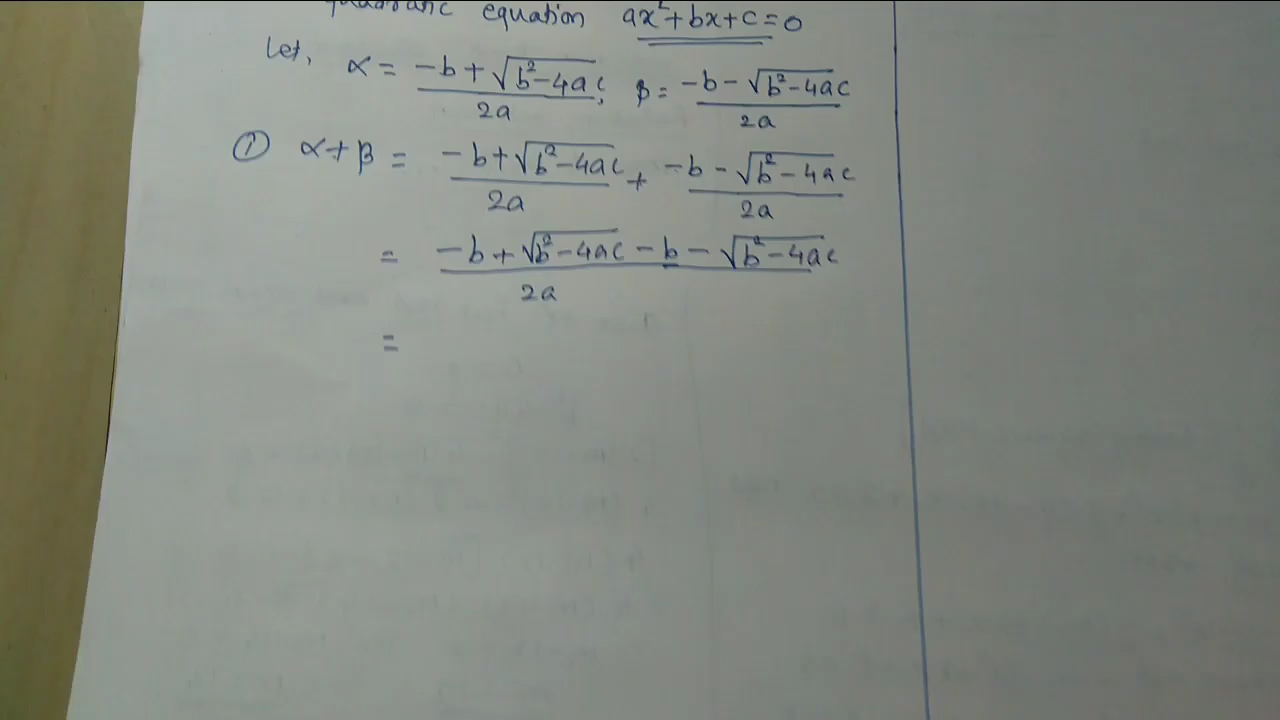 quadratic equation ax²+bx+c=0
Let, α = (-b+√(b²-4ac))/2a; β = (-b-√(b²-4ac))/2a
① α+β = (-b+√(b²-4ac))/2a + (-b-√(b²-4ac))/2a
= (-b+√(b²-4ac)-b-√(b²-4ac))/2a
=